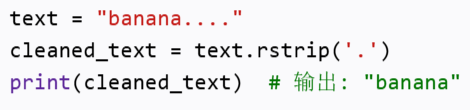 text = "banana...."
cleaned_text = text.rstrip('.')
print(cleaned_text)  # 输出: "banana"